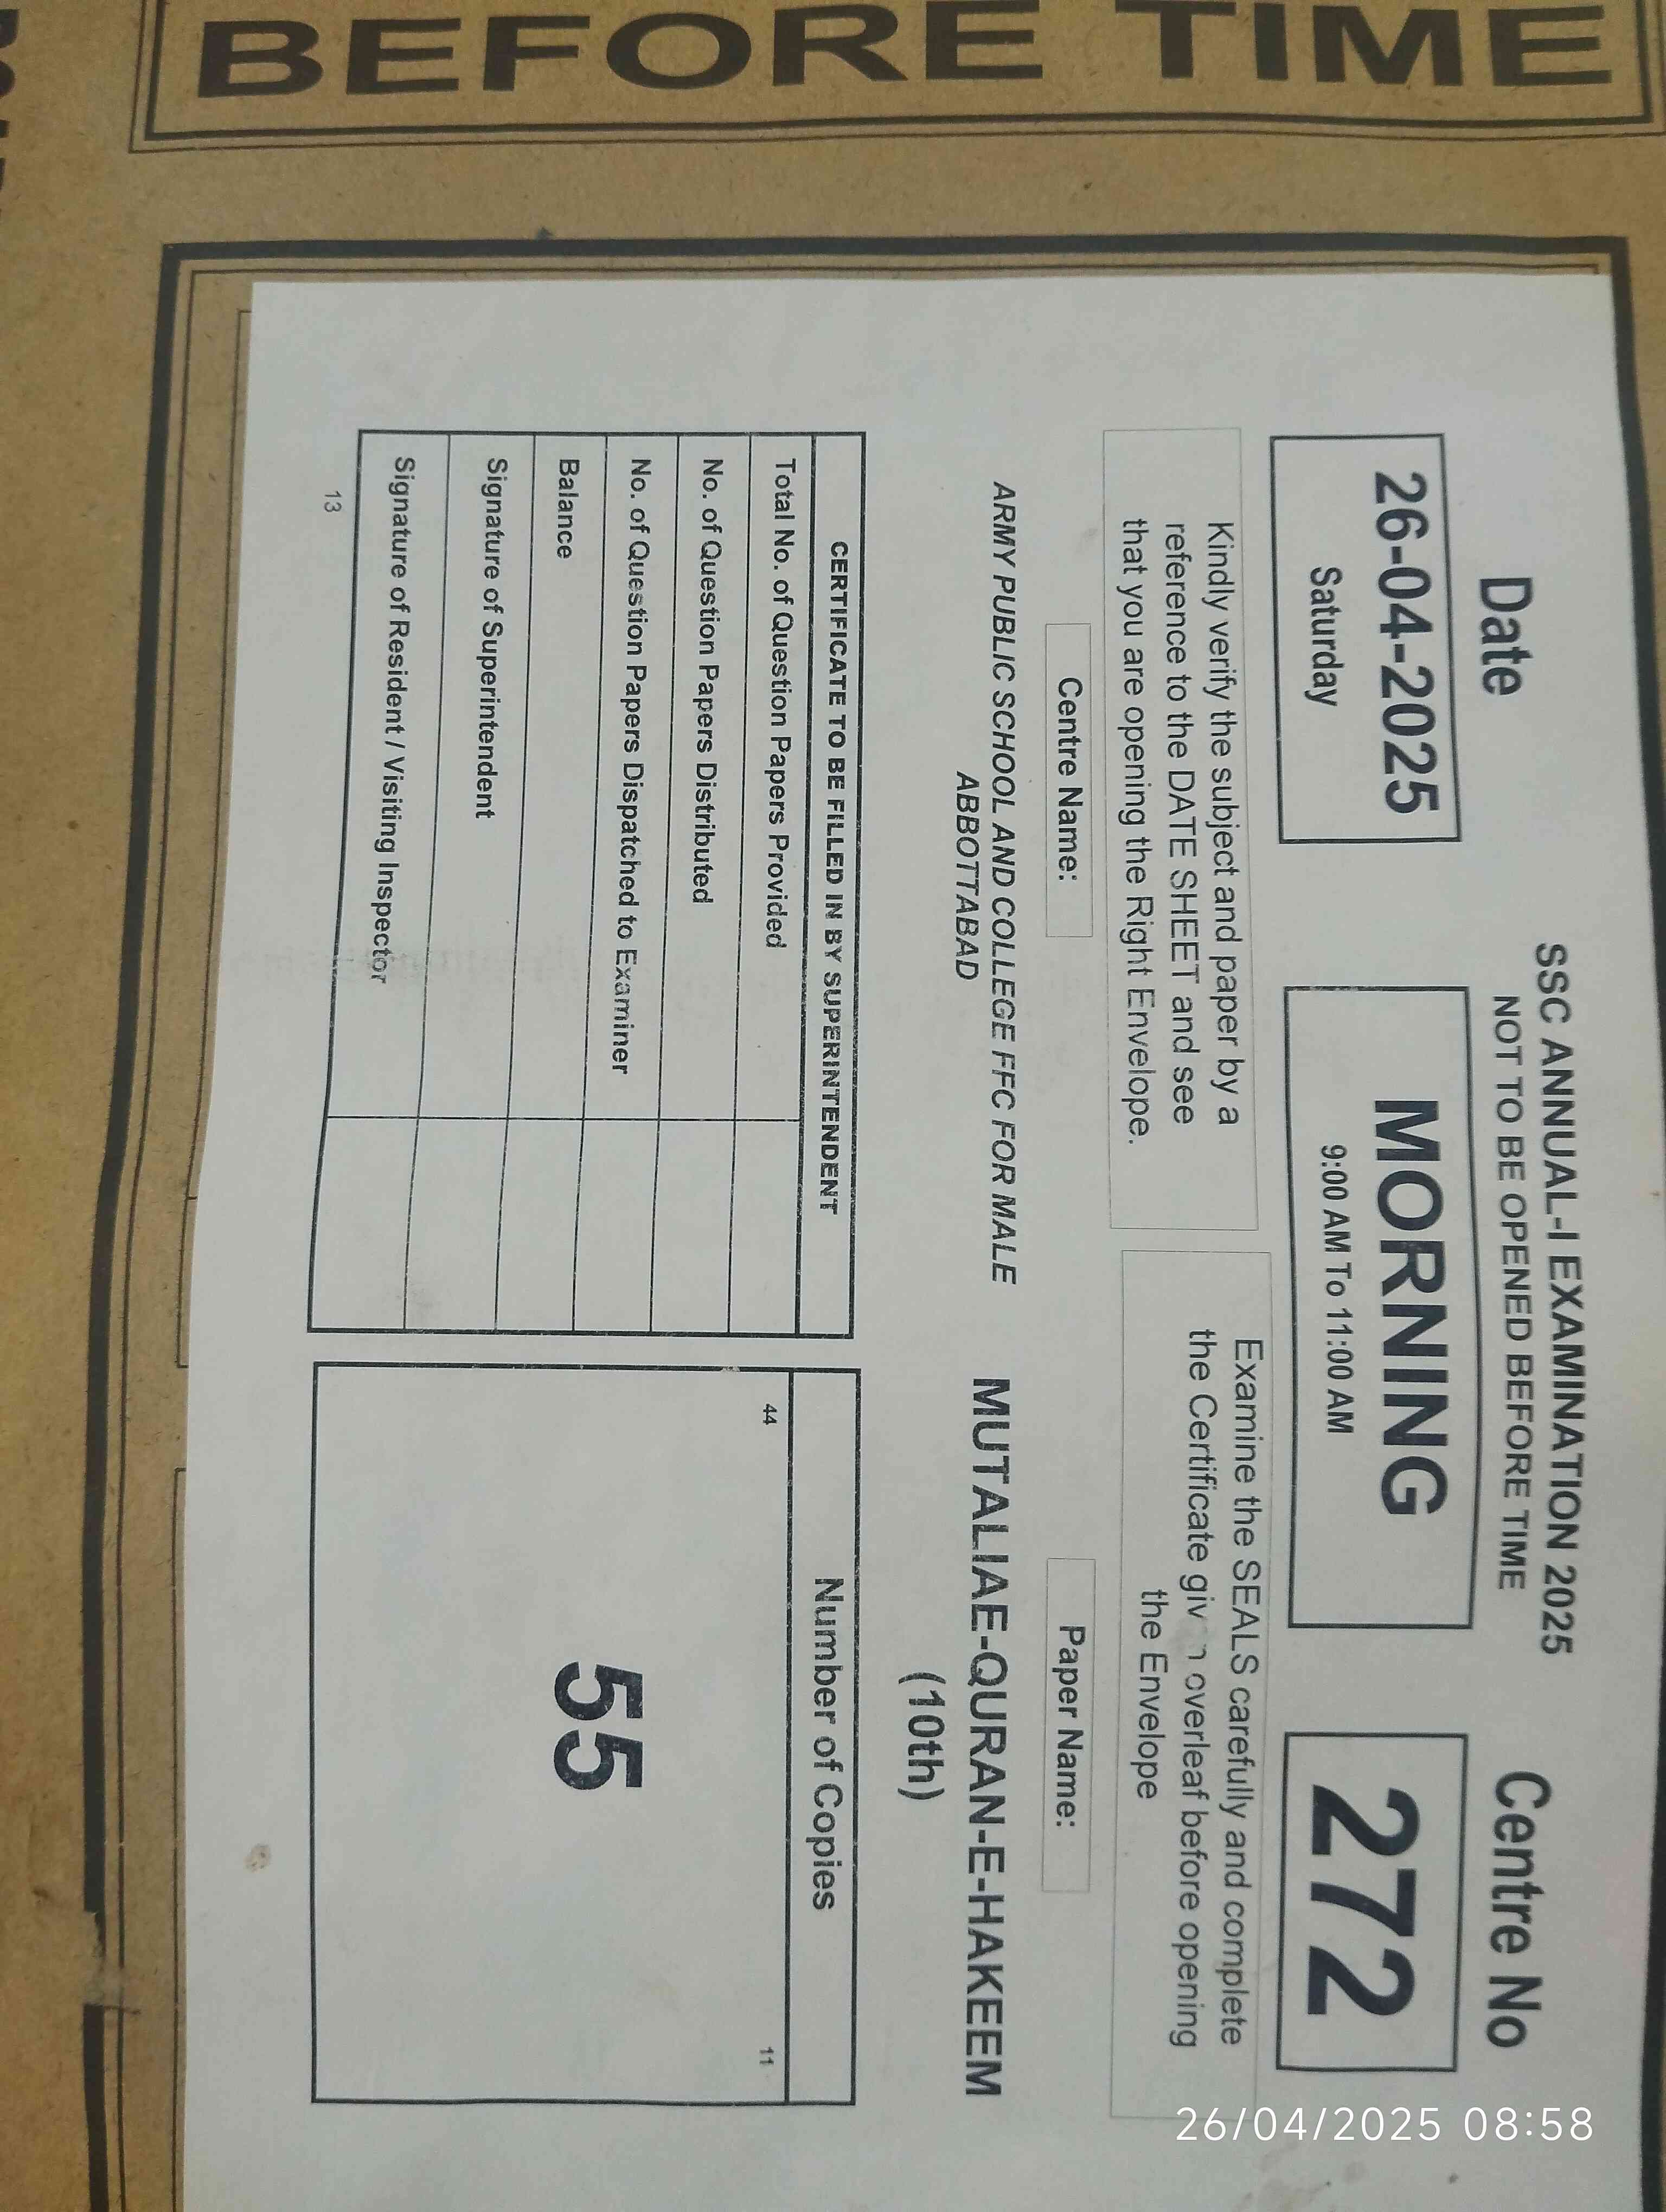 BEFORE TIME
SSC ANNUAL-I EXAMINATION 2025
NOT TO BE OPENED BEFORE TIME
Date
Centre No
26-04-2025
Saturday
MORNING
9:00 AM To 11:00 AM
272
Kindly verify the subject and paper by a
reference to the DATE SHEET and see
that you are opening the Right Envelope.
Examine the SEALS carefully and complete
the Certificate given overleaf before opening
the Envelope
Centre Name:
Paper Name:
ARMY PUBLIC SCHOOL AND COLLEGE FFC FOR MALE
ABBOTTABAD
MUTALIAE-QURAN-E-HAKEEM
(10th)
CERTIFICATE TO BE FILLED IN BY SUPERINTENDENT
Total No. of Question Papers Provided
No. of Question Papers Distributed
No. of Question Papers Dispatched to Examiner
Balance
Signature of Superintendent
Signature of Resident / Visiting Inspector
13
Number of Copies
44
11
55
26/04/2025 08:58